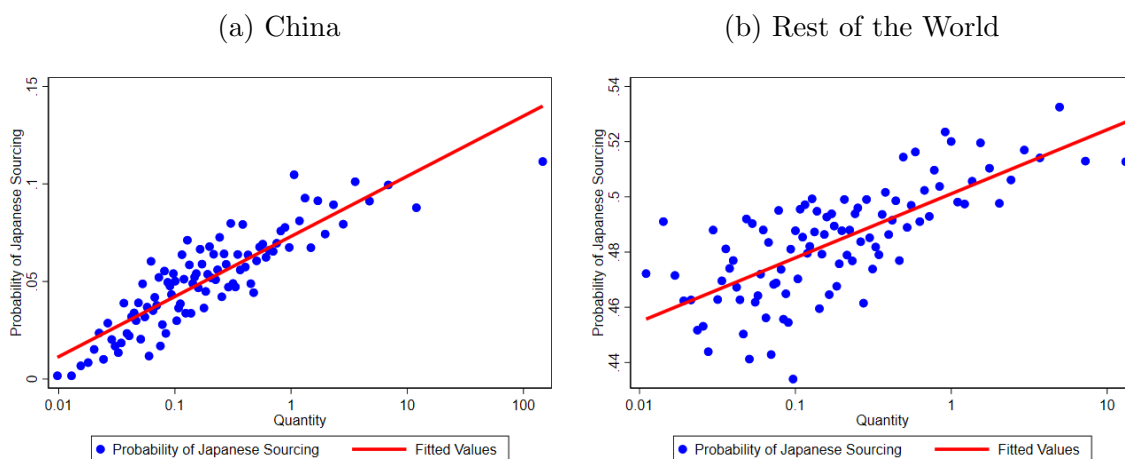 (a) China
(b) Rest of the World
Probability of Japanese Sourcing
0
.05
.1
.15
0.01
0.1
1
10
100
Quantity
Probability of Japanese Sourcing
Fitted Values
Probability of Japanese Sourcing
.44
.46
.48
.5
.52
.54
0.01
0.1
1
10
Quantity
Probability of Japanese Sourcing
Fitted Values